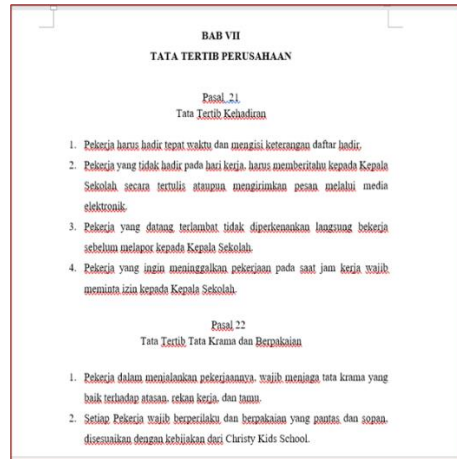 BAB VII
TATA TERTIB PERUSAHAAN
Pasal 21
Tata Tertib Kehadiran
1. Pekerja harus hadir tepat waktu dan mengisi keterangan daftar hadir.
2. Pekerja yang tidak hadir pada hari kerja, harus memberitahu kepada Kepala
Sekolah secara tertulis ataupun mengirimkan pesan melalui media
elektronik.
3. Pekerja yang datang terlambat tidak diperkenankan langsung bekerja
sebelum melapor kepada Kepala Sekolah.
4. Pekerja yang ingin meninggalkan pekerjaan pada saat jam kerja wajib
meminta izin kepada Kepala Sekolah.
Pasal 22
Tata Tertib Tata Krama dan Berpakaian
1. Pekerja dalam menjalankan pekerjaannya, wajib menjaga tata krama yang
baik terhadap atasan, rekan kerja, dan tamu.
2. Setiap Pekerja wajib berperilaku dan berpakaian yang pantas dan sopan,
disesuaikan dengan kebijakan dari Christy Kids School.